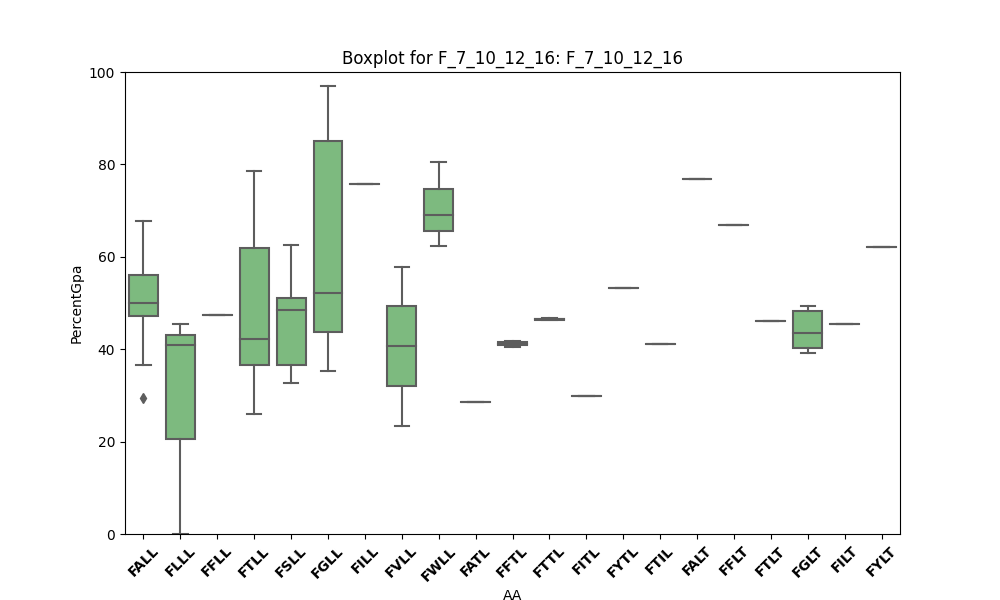 Boxplot for F_7_10_12_16: F_7_10_12_16
PercentGpa
100
80
60
40
20
0
FALL FLLL FFLL FTLL FSLL FGLL FILL FVLL FWLL FATL FFTL FTTL FITL FYTL FTIL FALT FFLT FTLT FGLT FILT FYLT
AA